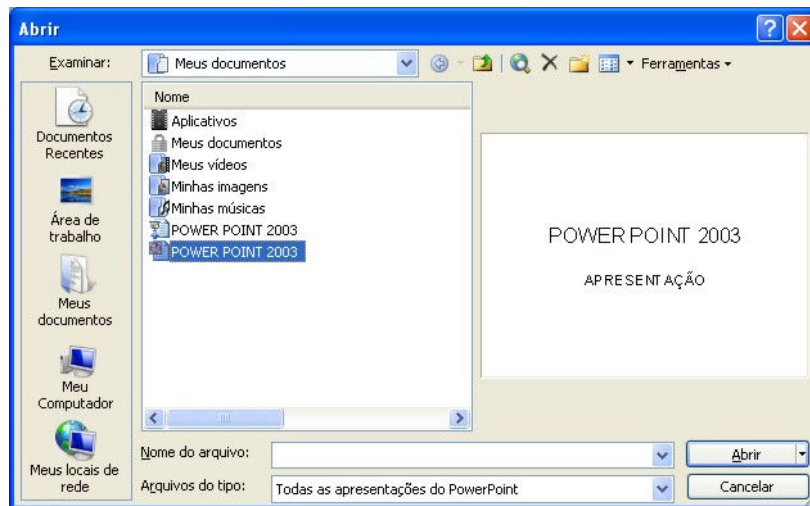 Abrir
Examinar:
Meus documentos
Ferramentas
Documentos
Recentes
Área de
trabalho
Meus
documentos
Meu
Computador
Meus locais de
rede
Nome
Aplicativos
Meus documentos
Meus vídeos
Minhas imagens
Minhas músicas
POWER POINT 2003
POWER POINT 2003
POWER POINT 2003
APRESENTAÇÃO
Nome do arquivo:
Abrir
Arquivos do tipo:
Todas as apresentações do PowerPoint
Cancelar